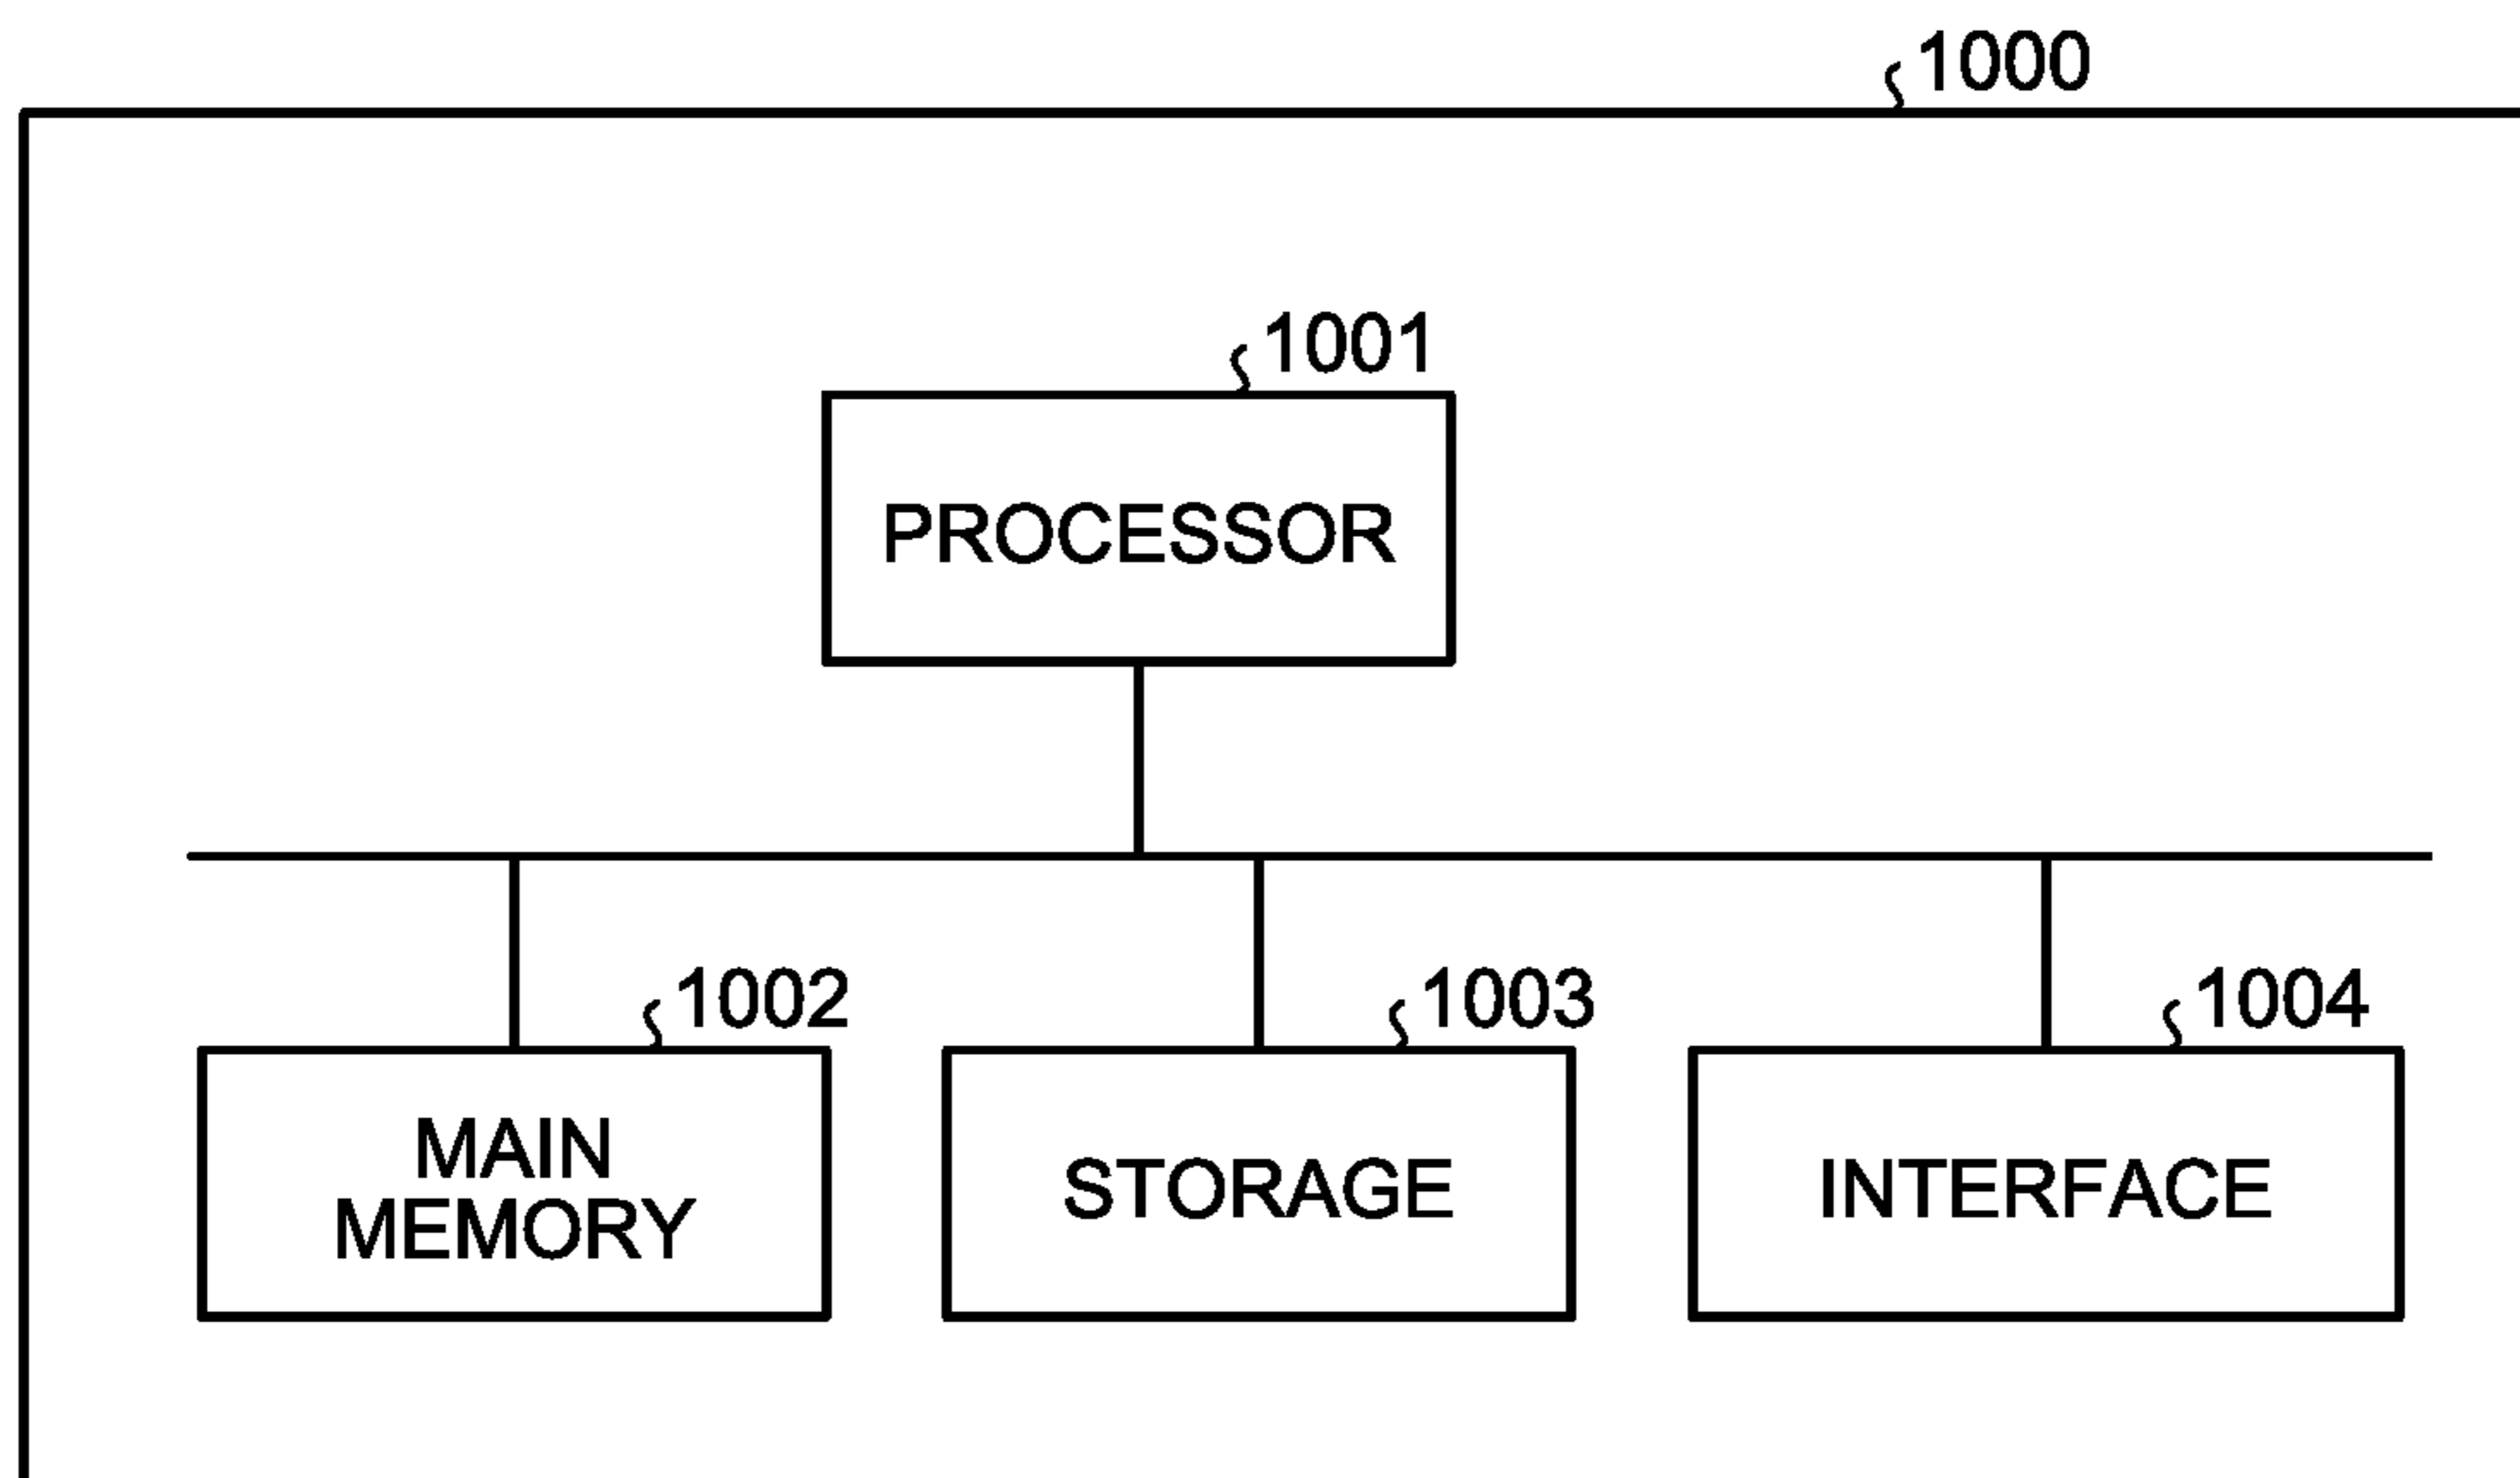 1000
1001
PROCESSOR
1002
1003
1004
MAIN
MEMORY
STORAGE
INTERFACE